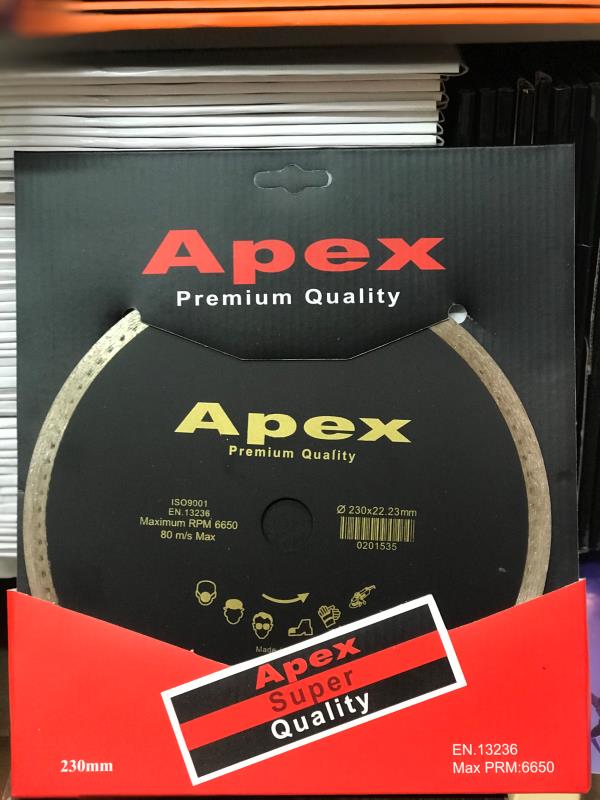 Apex
Premium Quality
Apex
Premium Quality
ISO9001
EN.13236
Maximum RPM 6650
80 m/s Max
Ø 230x22.23mm
0201535
Made
Apex
Super
Quality
230mm
EN.13236
Max PRM:6650